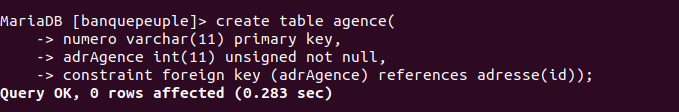 MariaDB [banquepeuple]> create table agence(
    -> numero varchar(11) primary key,
    -> adrAgence int(11) unsigned not null,
    -> constraint foreign key (adrAgence) references adresse(id));
Query OK, 0 rows affected (0.283 sec)